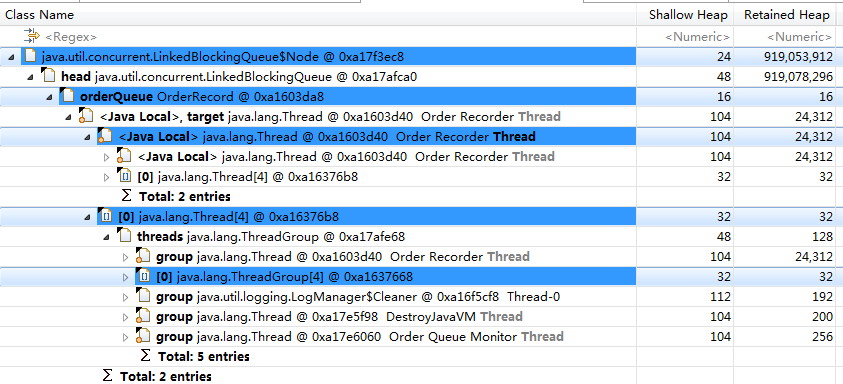 Class Name Shallow Heap Retained Heap
<Regex> <Numeric> <Numeric>
java.util.concurrent.LinkedBlockingQueue$Node @ 0xa17f3ec8 24 919,053,912
head java.util.concurrent.LinkedBlockingQueue @ 0xa17afca0 48 919,078,296
orderQueue OrderRecord @ 0xa1603da8 16 16
<Java Local>, target java.lang.Thread @ 0xa1603d40 Order Recorder Thread 104 24,312
<Java Local> java.lang.Thread @ 0xa1603d40 Order Recorder Thread 104 24,312
<Java Local> java.lang.Thread @ 0xa1603d40 Order Recorder Thread 104 24,312
[0] java.lang.Thread[4] @ 0xa16376b8 32 32
Σ Total: 2 entries
[0] java.lang.Thread[4] @ 0xa16376b8 32 32
threads java.lang.ThreadGroup @ 0xa17afe68 48 128
group java.lang.Thread @ 0xa1603d40 Order Recorder Thread 104 24,312
[0] java.lang.ThreadGroup[4] @ 0xa1637668 32 32
group java.util.logging.LogManager$Cleaner @ 0xa16f5cf8 Thread-0 112 192
group java.lang.Thread @ 0xa17e5f98 DestroyJavaVM Thread 104 200
group java.lang.Thread @ 0xa17e6060 Order Queue Monitor Thread 104 256
Σ Total: 5 entries
Σ Total: 2 entries